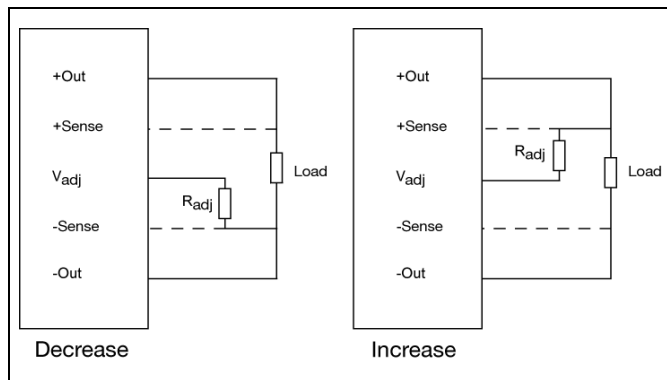 +Out
+Sense
Vadj
Radj
-Sense
-Out
Load
Decrease
+Out
+Sense
Radj
Vadj
-Sense
-Out
Load
Increase